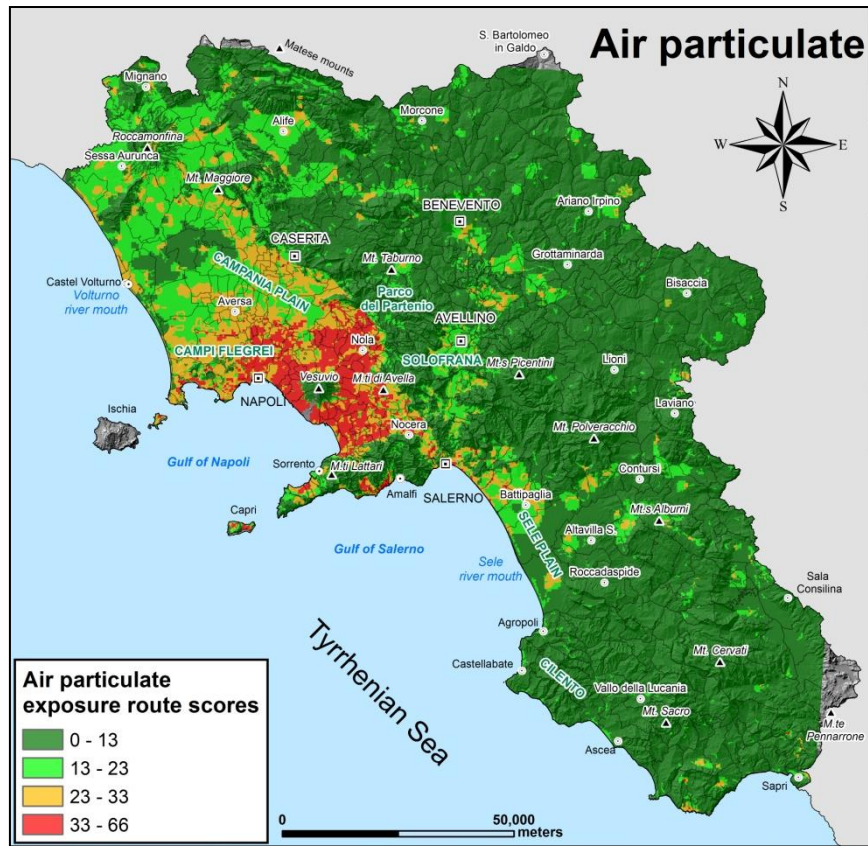 Air particulate
S. Bartolomeo
in Galdo
Matese mounts
Mignano
N
W
E
S
Morcone
Alife
Roccamonfina
Sessa Aurunca
Mt. Maggiore
Ariano Irpino
BENEVENTO
CASERTA
Grottaminarda
Mt. Taburno
CAMPANIA PLAIN
Castel Volturno
Volturno
river mouth
Parco
del Partenio
Bisaccia
Aversa
AVELLINO
Nola
CAMPI FLEGREI
SOLOFRANA
Lioni
Mt.s Picentini
Vesuvio
M.ti di Avella
NAPOLI
Ischia
Laviano
Nocera
Mt. Polveracchio
Gulf of Napoli
Sorrento
M.ti Lattari
Contursi
Amalfi
SALERNO
Battipaglia
Capri
Mt.s Alburni
SELE PLAIN
Altavilla S.
Gulf of Salerno
Sele
river mouth
Roccadaspide
Sala
Consilina
Tyrrhenian Sea
Agropoli
Mt. Cervati
Castellabate
CILENTO
Vallo della Lucania
Mt. Sacro
M.te
Pennarrone
Ascea
Sapri
Air particulate
exposure route scores
0 - 13
13 - 23
23 - 33
33 - 66
0
50,000
meters